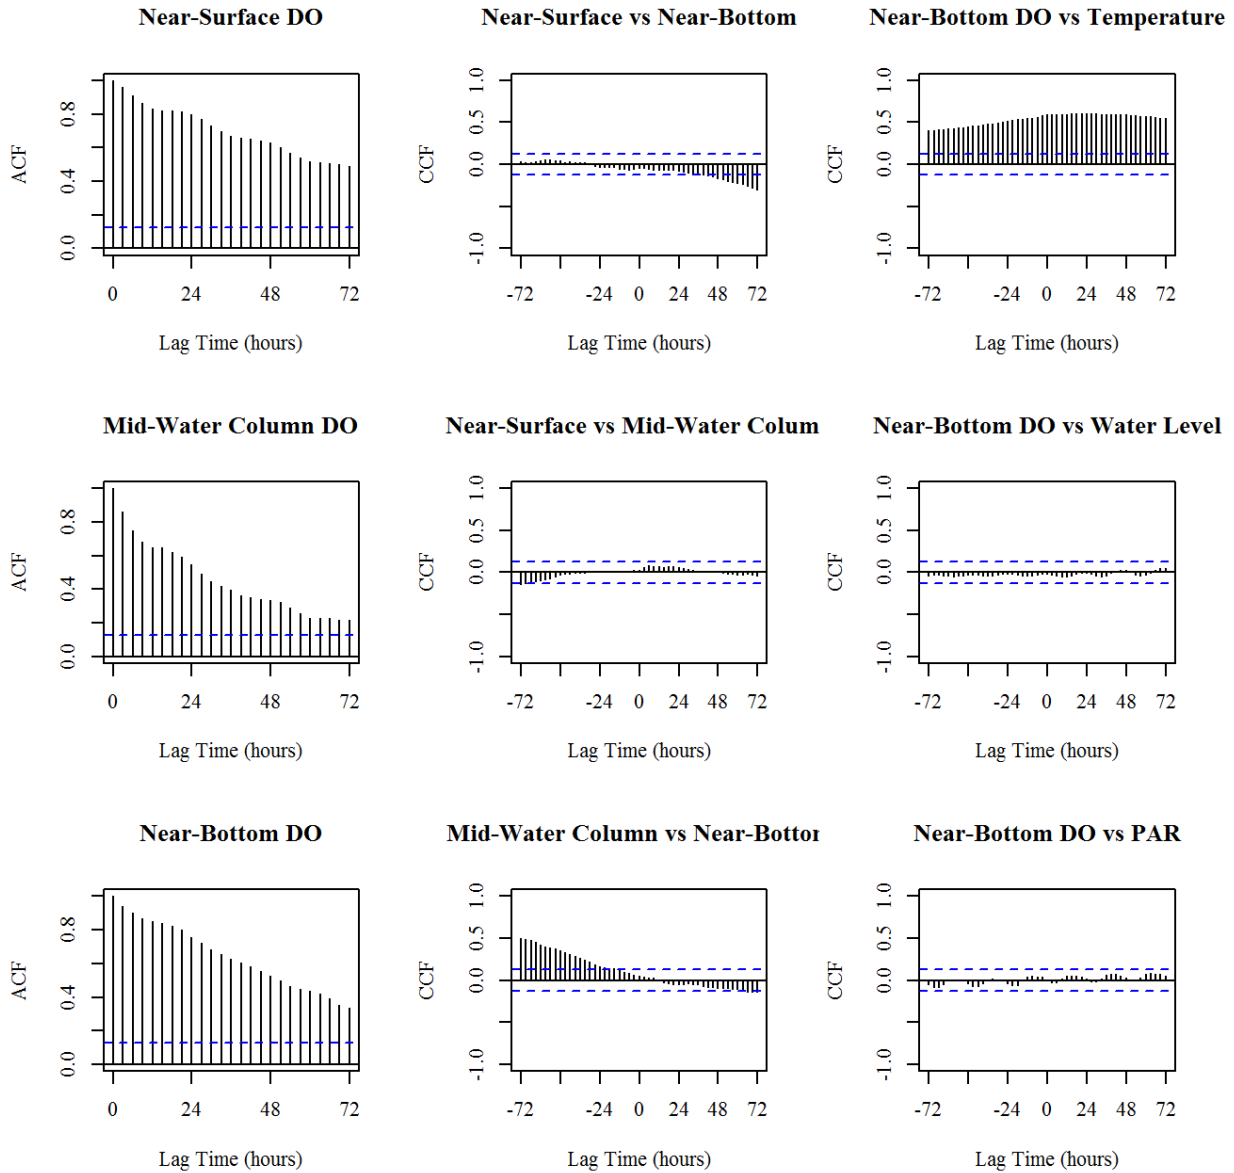 Near-Surface DO
ACF
0.0 0.4 0.8
0 24 48 72
Lag Time (hours)
Near-Surface vs Near-Bottom
CCF
-1.0 0.0 0.5 1.0
-72 -24 0 24 48 72
Lag Time (hours)
Near-Bottom DO vs Temperature
CCF
-1.0 0.0 0.5 1.0
-72 -24 0 24 48 72
Lag Time (hours)
Mid-Water Column DO
ACF
0.0 0.4 0.8
0 24 48 72
Lag Time (hours)
Near-Surface vs Mid-Water Colum
CCF
-1.0 0.0 0.5 1.0
-72 -24 0 24 48 72
Lag Time (hours)
Near-Bottom DO vs Water Level
CCF
-1.0 0.0 0.5 1.0
-72 -24 0 24 48 72
Lag Time (hours)
Near-Bottom DO
ACF
0.0 0.4 0.8
0 24 48 72
Lag Time (hours)
Mid-Water Column vs Near-Bottor
CCF
-1.0 0.0 0.5 1.0
-72 -24 0 24 48 72
Lag Time (hours)
Near-Bottom DO vs PAR
CCF
-1.0 0.0 0.5 1.0
-72 -24 0 24 48 72
Lag Time (hours)